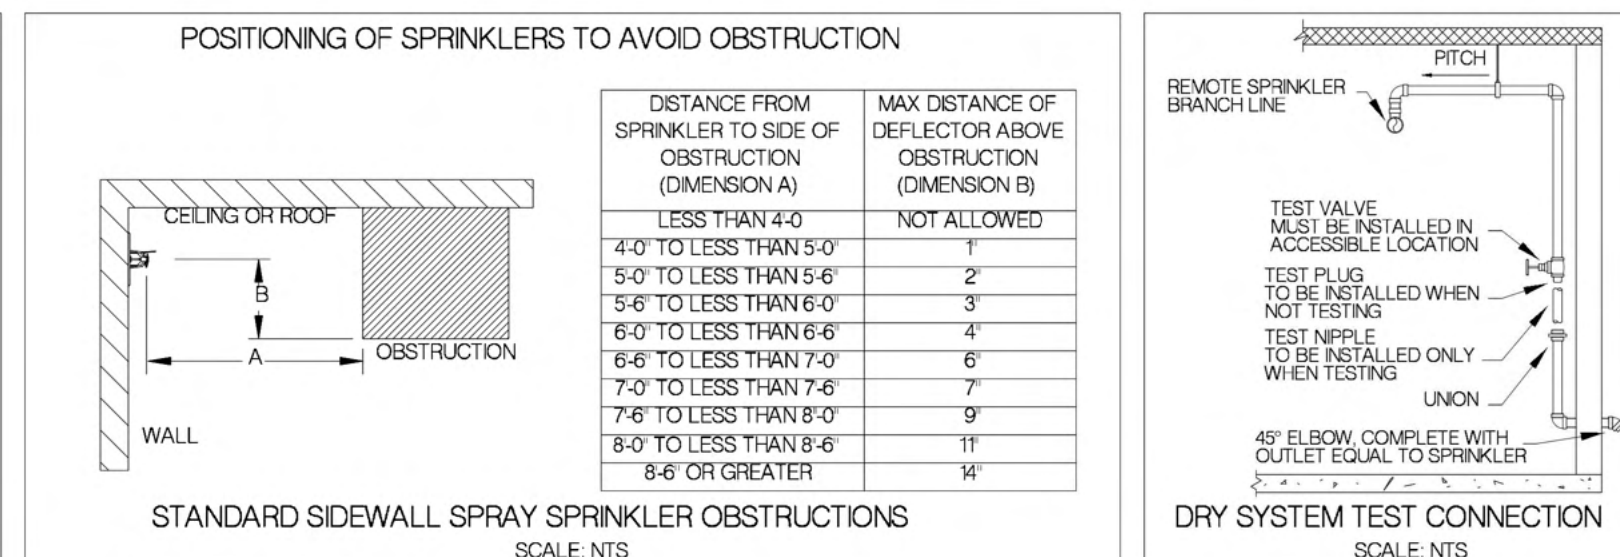 POSITIONING OF SPRINKLERS TO AVOID OBSTRUCTION
CEILING OR ROOF
B
A
OBSTRUCTION
WALL
DISTANCE FROM
SPRINKLER TO SIDE OF
OBSTRUCTION
(DIMENSION A)
MAX DISTANCE OF
DEFLECTOR ABOVE
OBSTRUCTION
(DIMENSION B)
LESS THAN 4'-0 NOT ALLOWED
4'-0" TO LESS THAN 5'-0" 1"
5'-0" TO LESS THAN 5'-6" 2"
5'-6" TO LESS THAN 6'-0" 3"
6'-0" TO LESS THAN 6'-6" 4"
6'-6" TO LESS THAN 7'-0" 6"
7'-0" TO LESS THAN 7'-6" 7"
7'-6" TO LESS THAN 8'-0" 9"
8'-0" TO LESS THAN 8'-6" 11"
8'-6" OR GREATER 14"
STANDARD SIDEWALL SPRAY SPRINKLER OBSTRUCTIONS
SCALE: NTS
PITCH
REMOTE SPRINKLER
BRANCH LINE
TEST VALVE
MUST BE INSTALLED IN
ACCESSIBLE LOCATION
TEST PLUG
TO BE INSTALLED WHEN
NOT TESTING
TEST NIPPLE
TO BE INSTALLED ONLY
WHEN TESTING
UNION
45° ELBOW, COMPLETE WITH
OUTLET EQUAL TO SPRINKLER
DRY SYSTEM TEST CONNECTION
SCALE: NTS